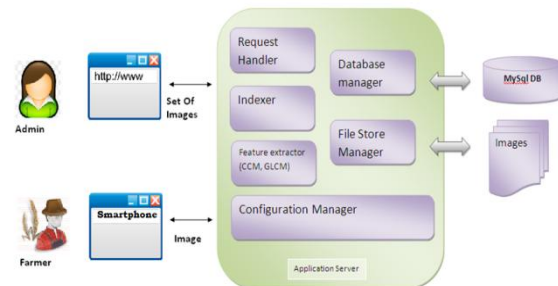 Admin
http://www
Set Of
Images
Farmer
Smartphone
Image
Request
Handler
Indexer
Feature extractor
(CCM, GLCM)
Database
manager
File Store
Manager
Configuration Manager
Application Server
MySql DB
Images